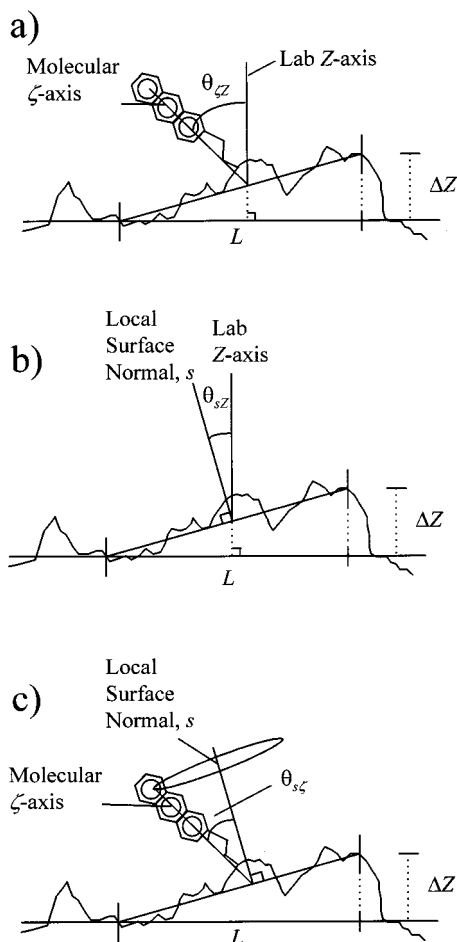 a)
Molecular
ζ-axis
θζZ
Lab Z-axis
ΔZ
L
b)
Local
Surface
Normal, s
θsZ
Lab
Z-axis
ΔZ
L
c)
Local
Surface
Normal, s
Molecular
ζ-axis
θsζ
ΔZ
L